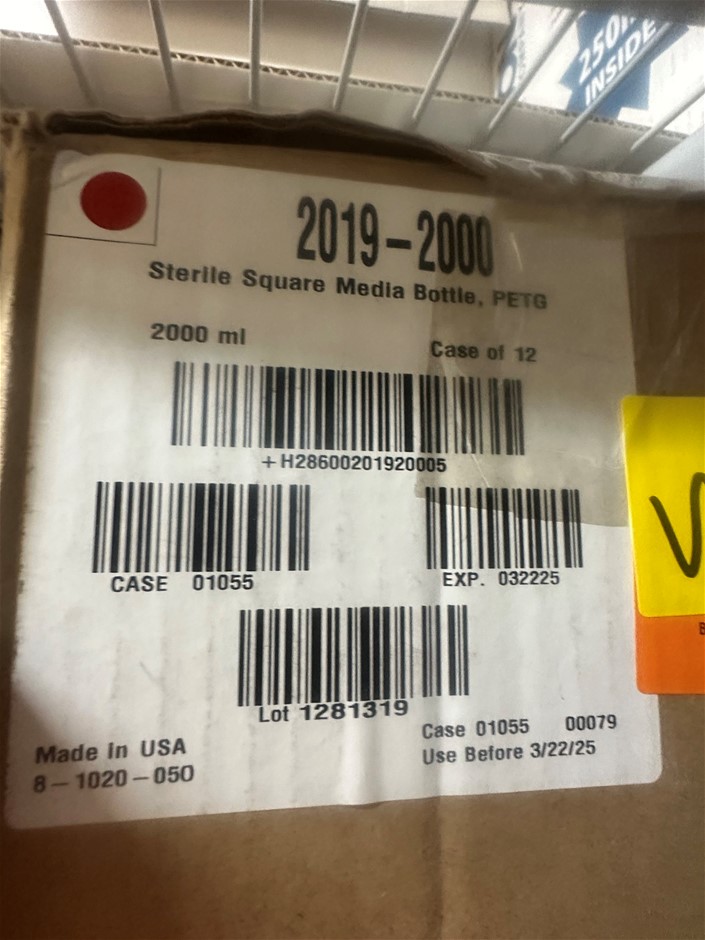 INSIDE
2019-2000
Sterile Square Media Bottle, PETG
2000 ml Case of 12
+H28600201920005
CASE 01055 EXP. 032225
Lot 1281319
Case 01055 00079
Made in USA Use Before 3/22/25
8-1020-050